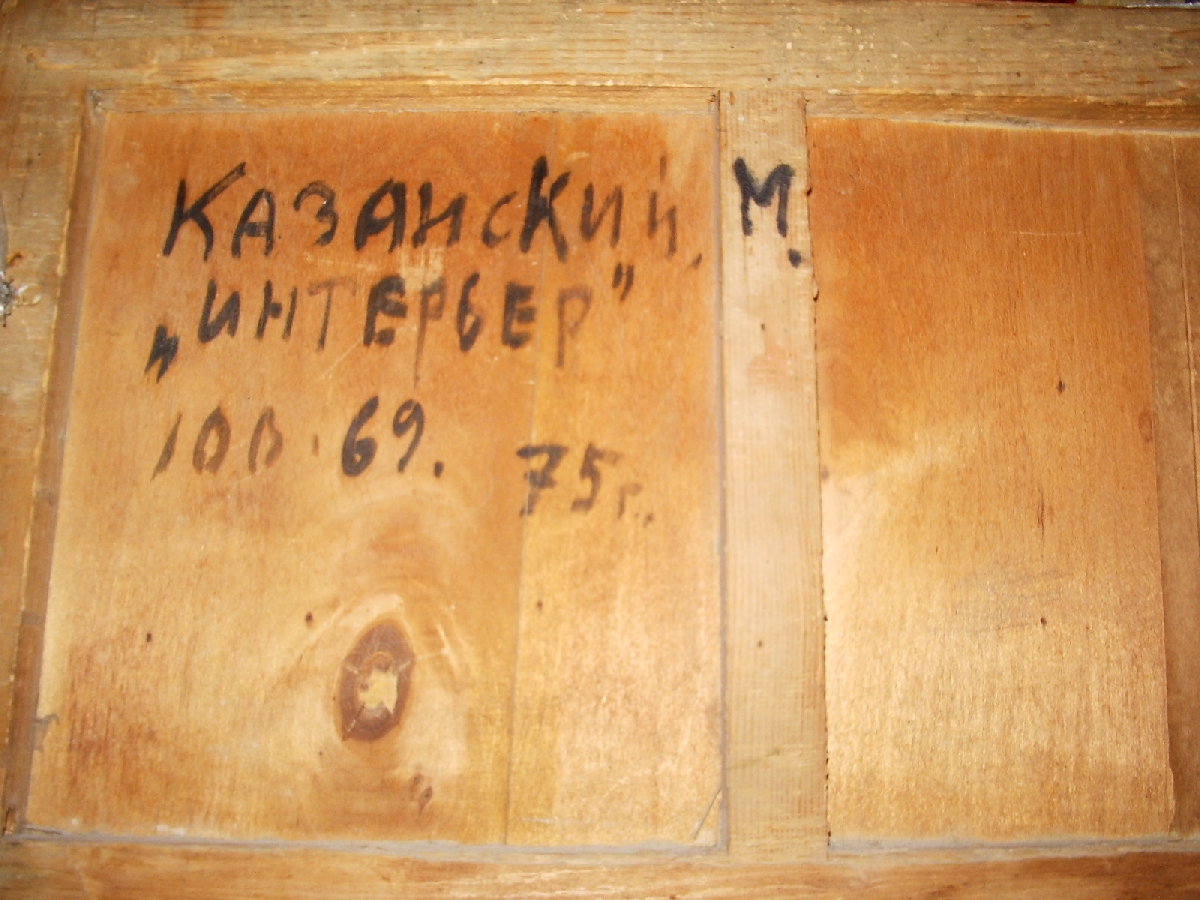 Казанский, М.
„Интерьер"
100.69. 75г.